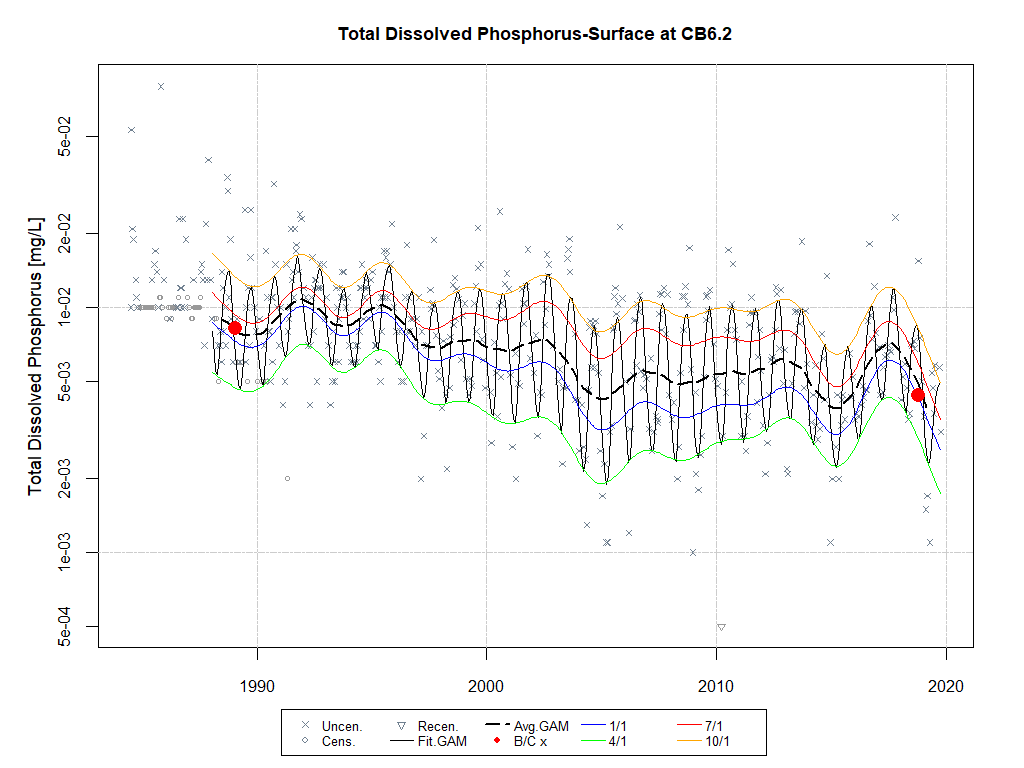 Total Dissolved Phosphorus-Surface at CB6.2
Total Dissolved Phosphorus [mg/L]
5e-02
2e-02
1e-02
5e-03
2e-03
1e-03
5e-04
1990 2000 2010 2020
Uncen. Recen. Avg.GAM 1/1 7/1
Cens. Fit.GAM B/C x 4/1 10/1